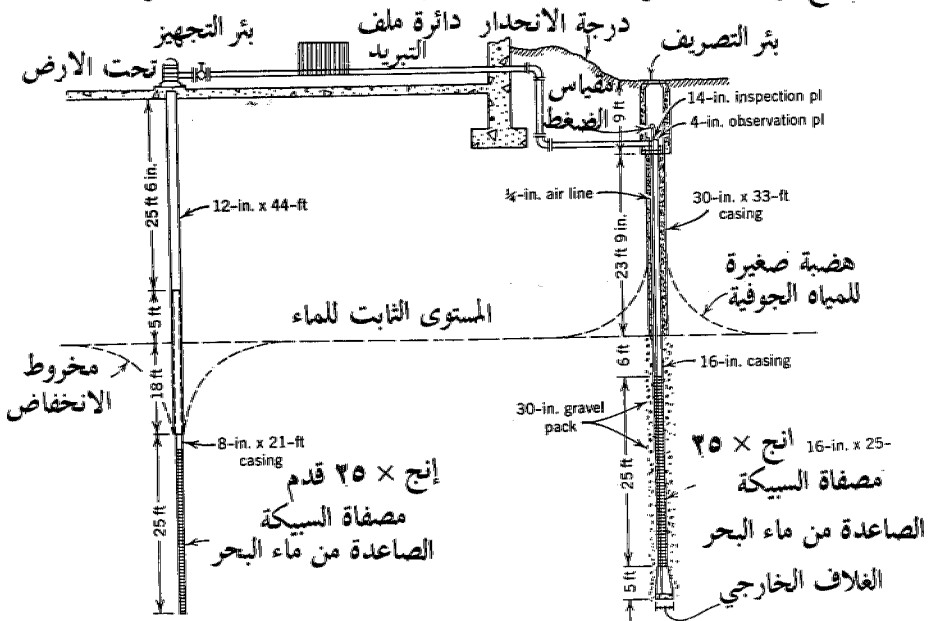 بئر التجهيز
دائرة ملف
التبريد
درجة الانحدار
بئر التصريف
تحت الارض
مقياس
الضغط
9 ft
14-in. inspection pl
4-in. observation pl
25 ft 6 in.
12-in. x 44-ft
¼-in. air line
23 ft 9 in.
30-in. x 33-ft
casing
هضبة صغيرة
للمياه الجوفية
5 ft
المستوى الثابت للماء
مخروط
الانخفاض
18 ft
6 ft
16-in. casing
30-in. gravel
pack
8-in. x 21-ft
casing
إنج × ٢٥ قدم
مصفاة السبيكة
الصاعدة من ماء البحر
25 ft
25 ft
انج × ٢٥
16-in. x 25-
مصفاة السبيكة
الصاعدة من ماء البحر
5 ft
الغلاف الخارجي